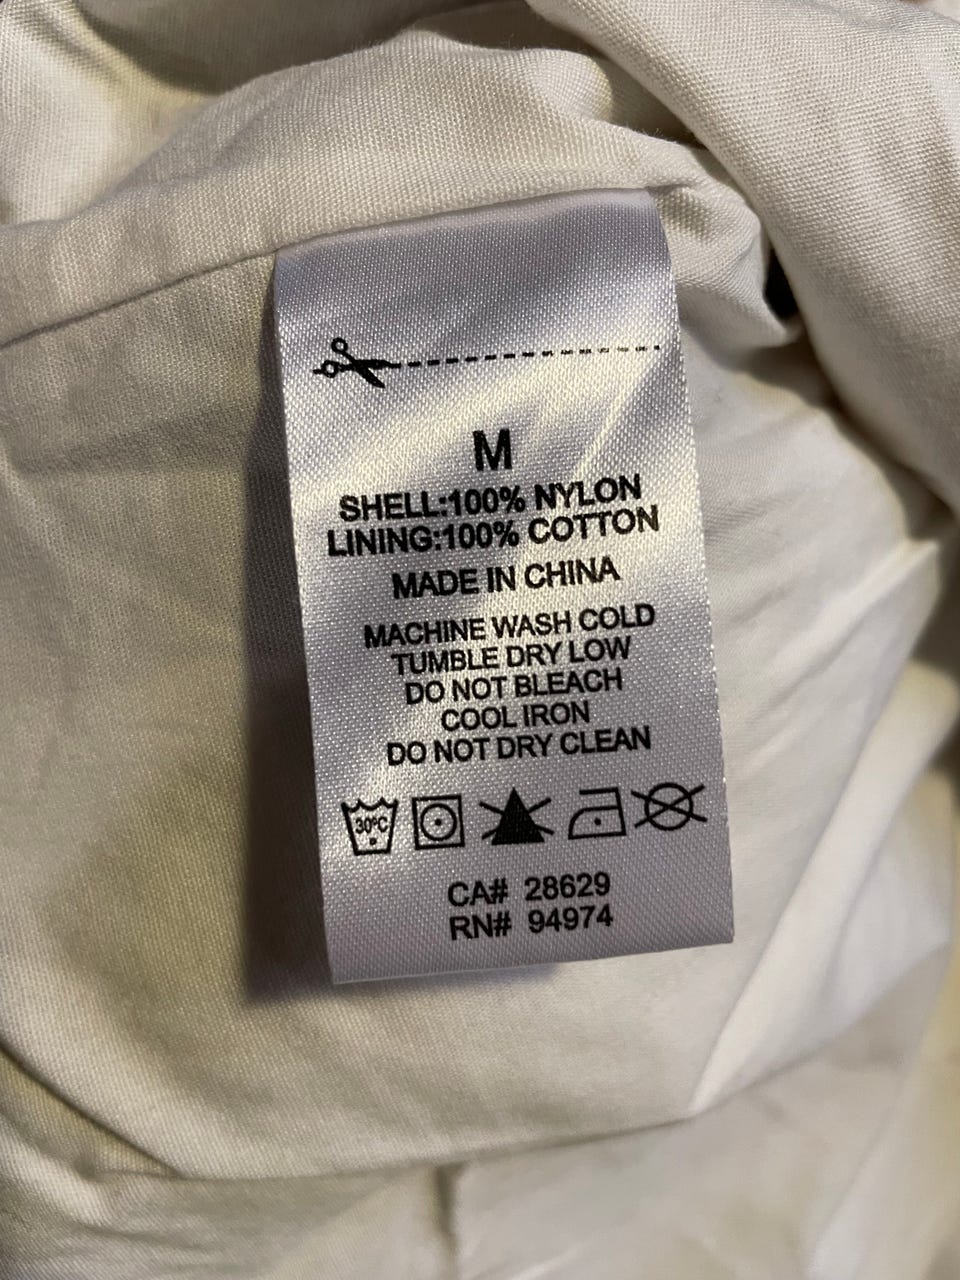 M
SHELL:100% NYLON
LINING:100% COTTON
MADE IN CHINA
MACHINE WASH COLD
TUMBLE DRY LOW
DO NOT BLEACH
COOL IRON
DO NOT DRY CLEAN
30°C
CA# 28629
RN# 94974